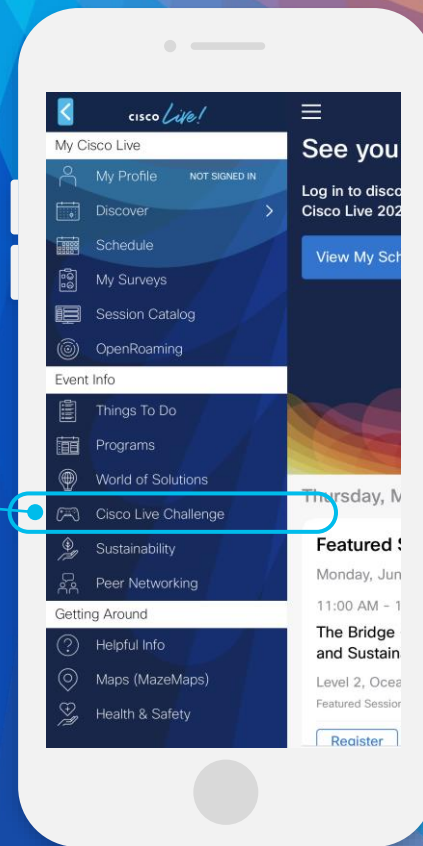 CISCO Live!
My Cisco Live
My Profile NOT SIGNED IN
Discover
Schedule
My Surveys
Session Catalog
OpenRoaming
Event Info
Things To Do
Programs
World of Solutions
Cisco Live Challenge
Sustainability
Peer Networking
Getting Around
Helpful Info
Maps (MazeMaps)
Health & Safety
See you
Log in to disco
Cisco Live 202
View My Sch
Thursday, M
Featured S
Monday, Jun
11:00 AM - 1
The Bridge
and Sustain
Level 2, Ocea
Featured Session
Register